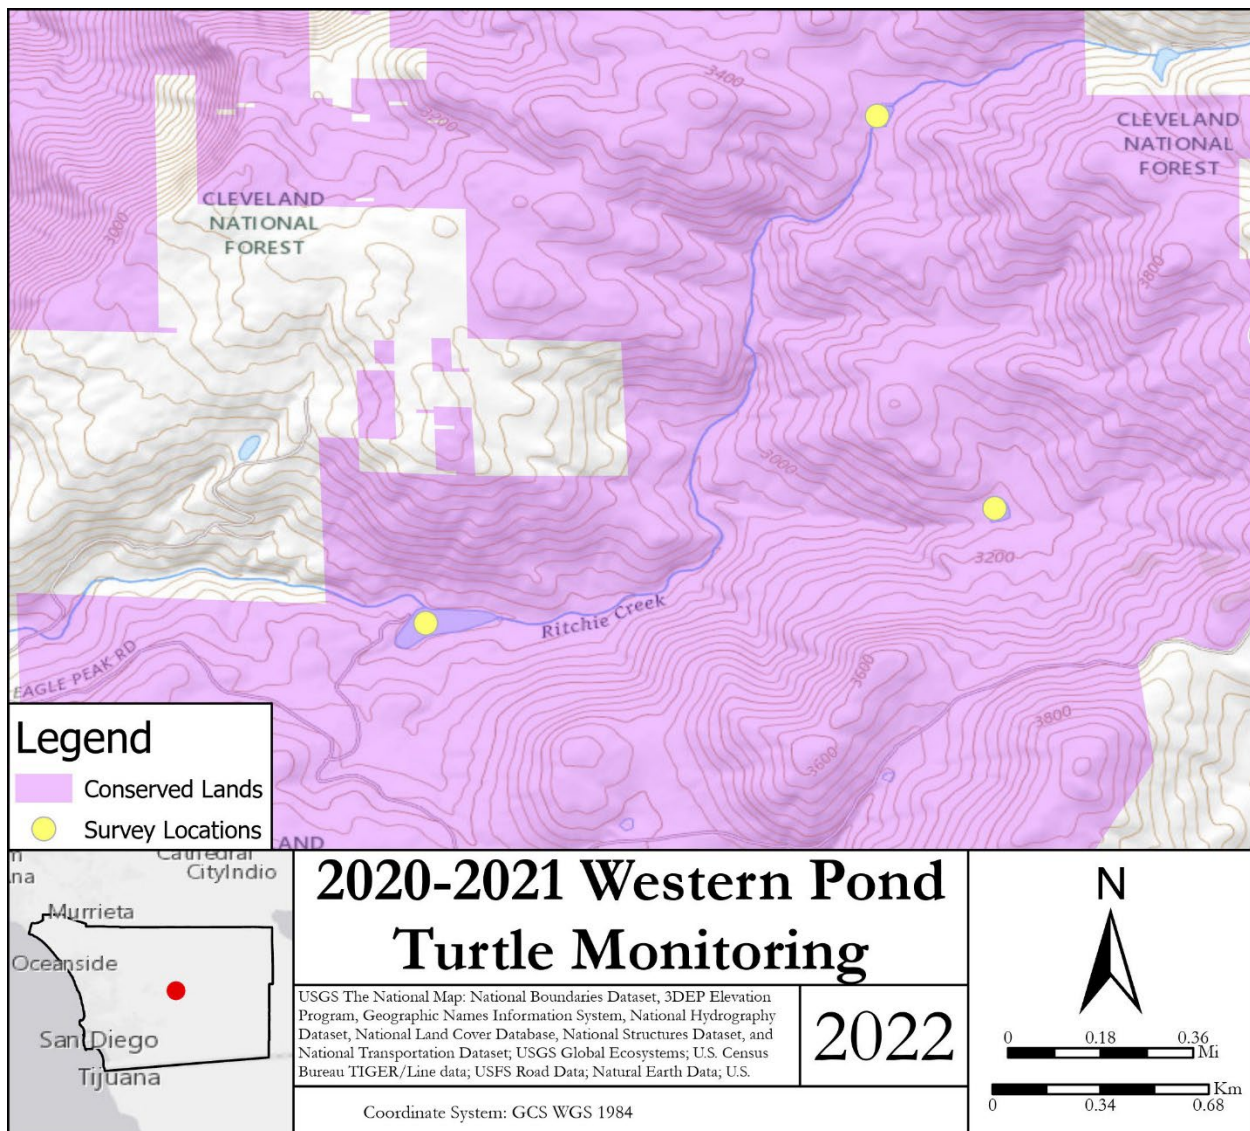 3400
3200
CLEVELAND
NATIONAL
FOREST
CLEVELAND
NATIONAL
FOREST
3000
3800
3000
3200
Ritchie Creek
EAGLE PEAK RD
3600
3800
3600
Legend
Conserved Lands
Survey Locations
AND
Cathedral
CityIndio
na
Murrieta
Oceanside
San Diego
Tijuana
2020-2021 Western Pond
Turtle Monitoring
USGS The National Map: National Boundaries Dataset, 3DEP Elevation
Program, Geographic Names Information System, National Hydrography
Dataset, National Land Cover Database, National Structures Dataset, and
National Transportation Dataset; USGS Global Ecosystems; U.S. Census
Bureau TIGER/Line data; USFS Road Data; Natural Earth Data; U.S.
2022
Coordinate System: GCS WGS 1984
N
0 0.18 0.36
Mi
Km
0 0.34 0.68